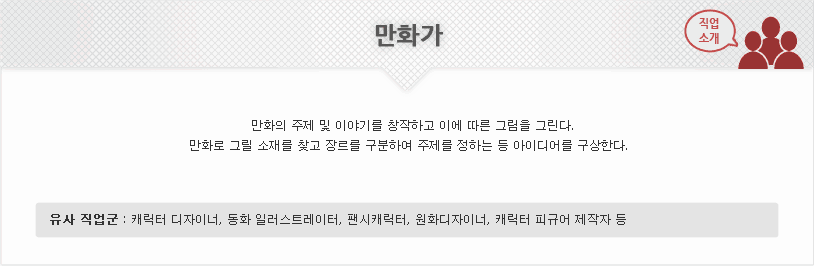 만화가
직업
소개
만화의 주제 및 이야기를 창작하고 이에 따른 그림을 그린다.
만화로 그릴 소재를 찾고 장르를 구분하여 주제를 정하는 등 아이디어를 구상한다.
유사 직업군 : 캐릭터 디자이너, 동화 일러스트레이터, 팬시캐릭터, 원화디자이너, 캐릭터 피규어 제작자 등